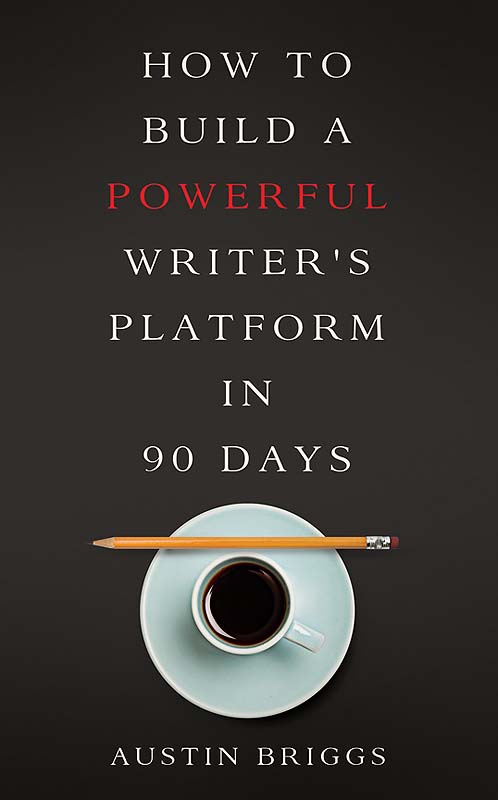 HOW TO
BUILD A
POWERFUL
WRITER'S
PLATFORM
IN
90 DAYS
AUSTIN BRIGGS